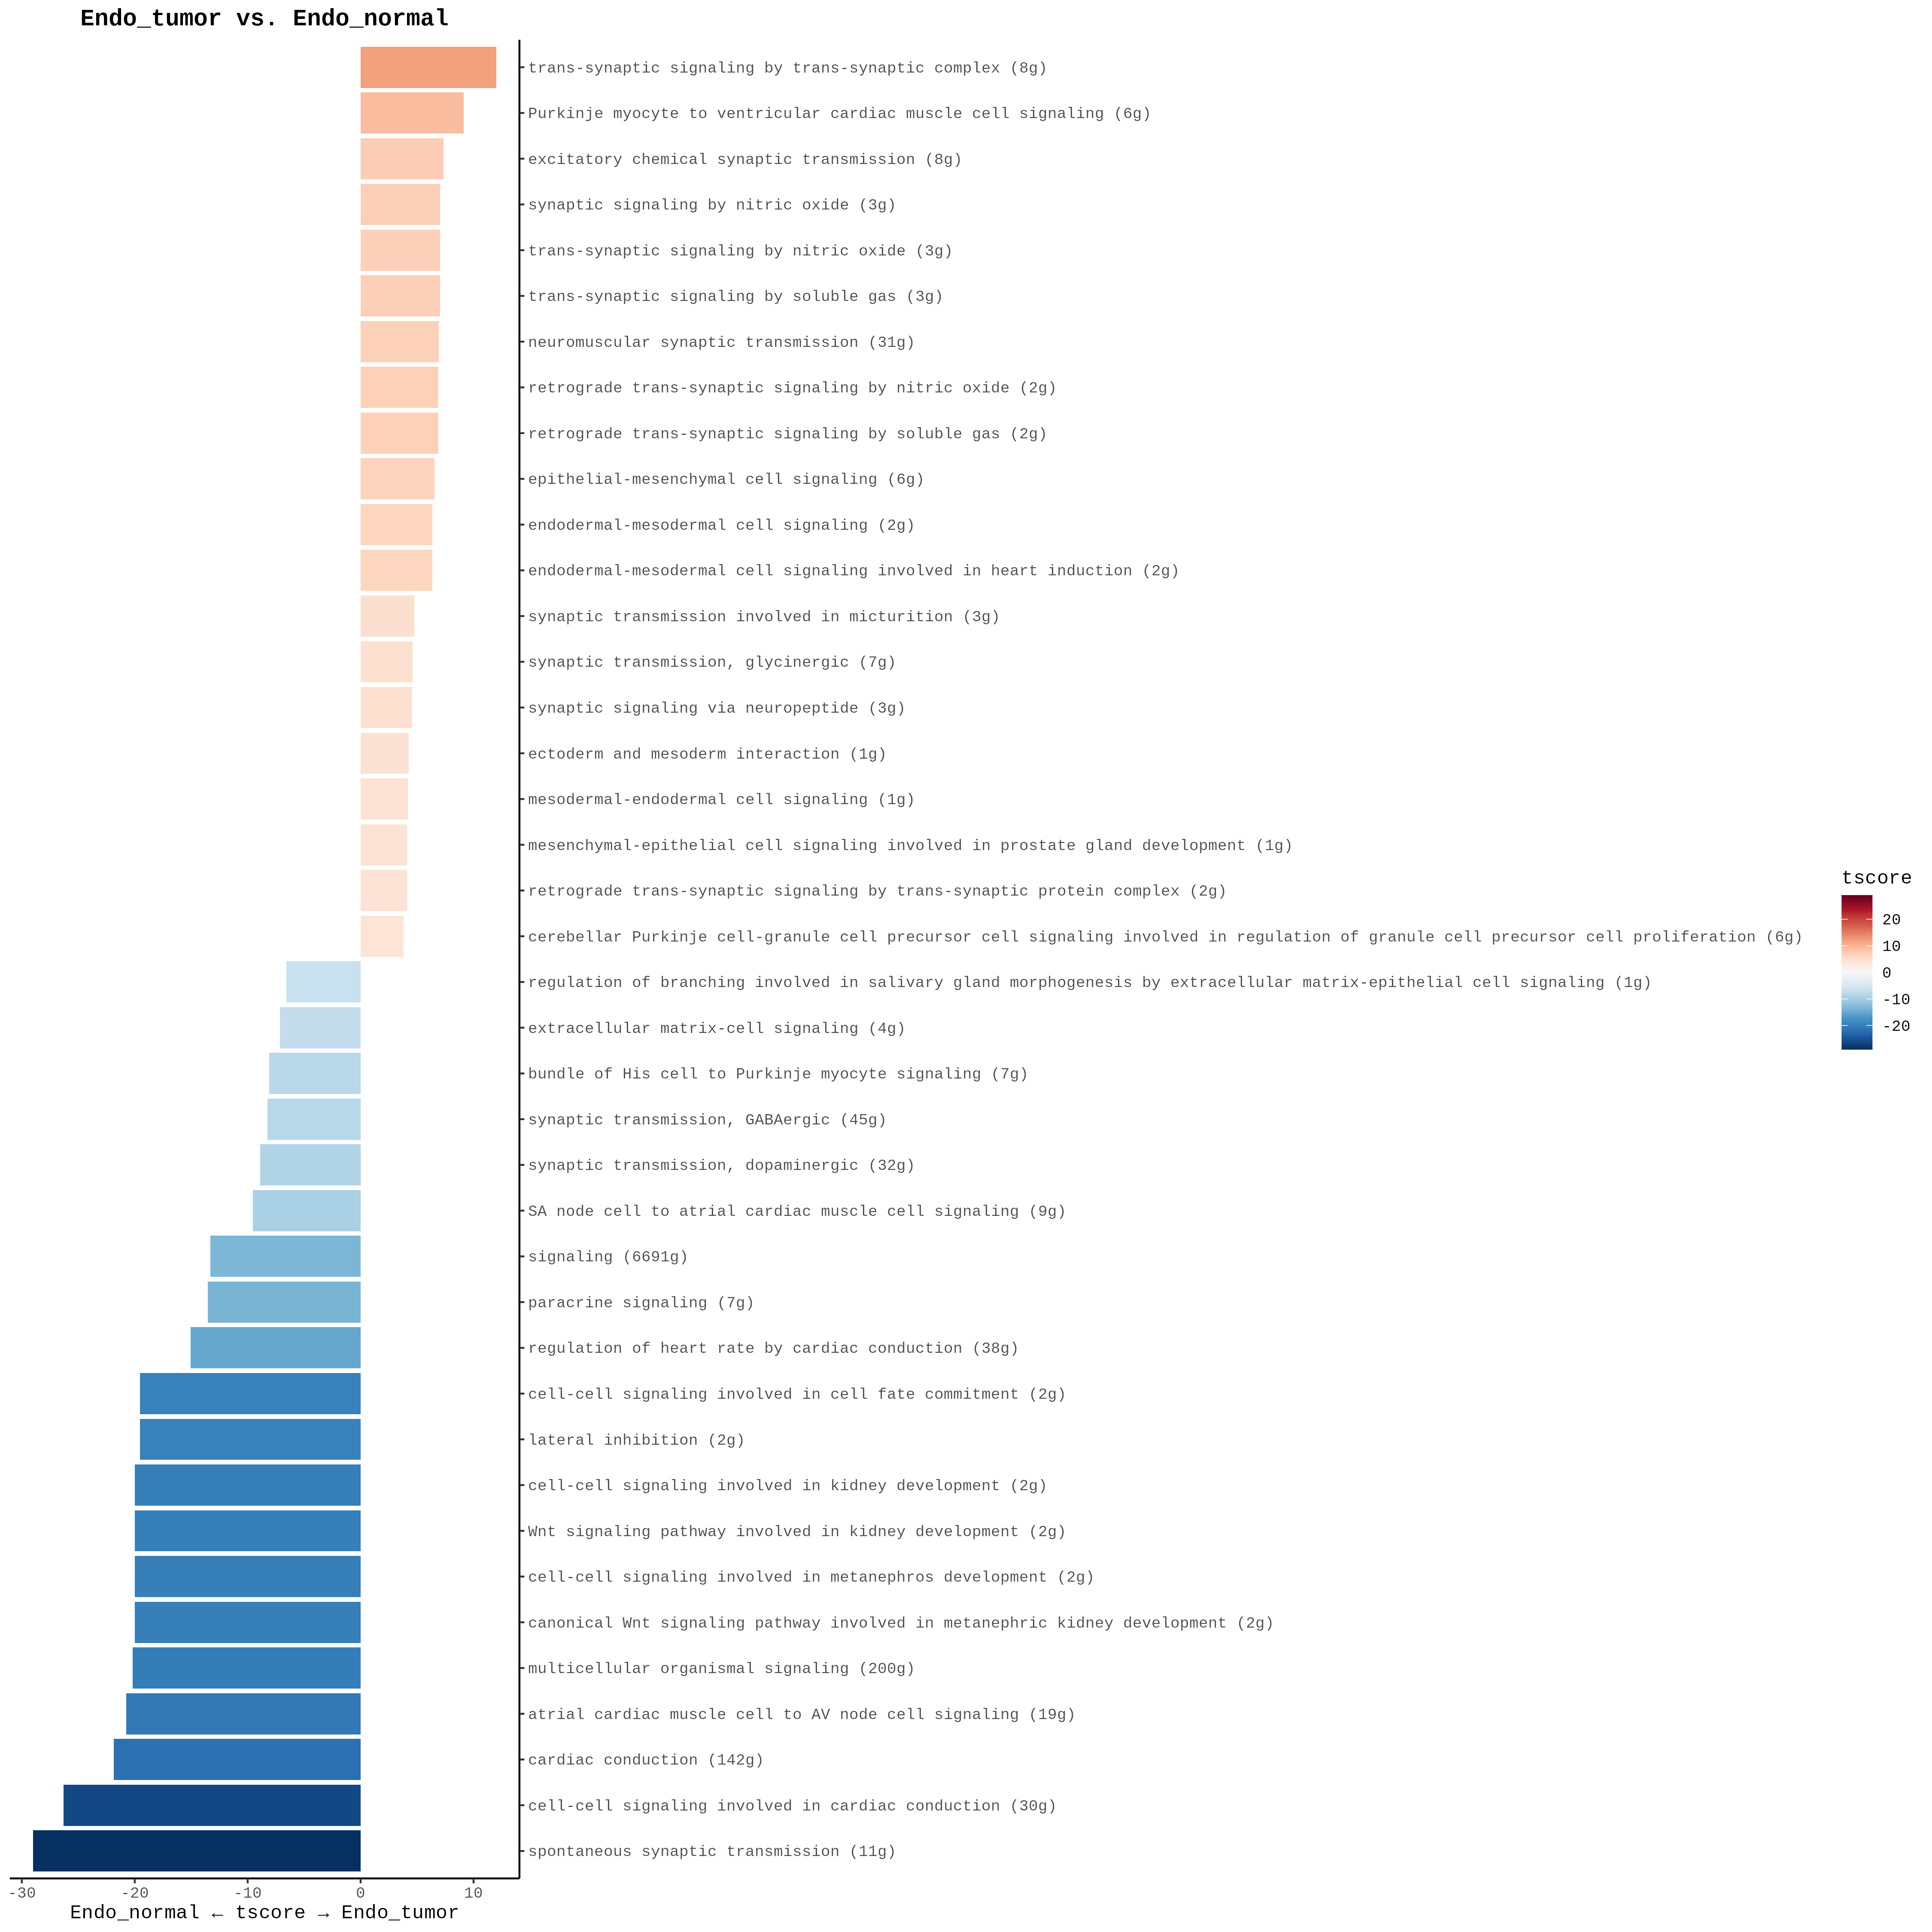 Endo_tumor vs. Endo_normal
trans-synaptic signaling by trans-synaptic complex (8g)
Purkinje myocyte to ventricular cardiac muscle cell signaling (6g)
excitatory chemical synaptic transmission (8g)
synaptic signaling by nitric oxide (3g)
trans-synaptic signaling by nitric oxide (3g)
trans-synaptic signaling by soluble gas (3g)
neuromuscular synaptic transmission (31g)
retrograde trans-synaptic signaling by nitric oxide (2g)
retrograde trans-synaptic signaling by soluble gas (2g)
epithelial-mesenchymal cell signaling (6g)
endodermal-mesodermal cell signaling (2g)
endodermal-mesodermal cell signaling involved in heart induction (2g)
synaptic transmission involved in micturition (3g)
synaptic transmission, glycinergic (7g)
synaptic signaling via neuropeptide (3g)
ectoderm and mesoderm interaction (1g)
mesodermal-endodermal cell signaling (1g)
mesenchymal-epithelial cell signaling involved in prostate gland development (1g)
retrograde trans-synaptic signaling by trans-synaptic protein complex (2g)
cerebellar Purkinje cell-granule cell precursor cell signaling involved in regulation of granule cell precursor cell proliferation (6g)
regulation of branching involved in salivary gland morphogenesis by extracellular matrix-epithelial cell signaling (1g)
extracellular matrix-cell signaling (4g)
bundle of His cell to Purkinje myocyte signaling (7g)
synaptic transmission, GABAergic (45g)
synaptic transmission, dopaminergic (32g)
SA node cell to atrial cardiac muscle cell signaling (9g)
signaling (6691g)
paracrine signaling (7g)
regulation of heart rate by cardiac conduction (38g)
cell-cell signaling involved in cell fate commitment (2g)
lateral inhibition (2g)
cell-cell signaling involved in kidney development (2g)
Wnt signaling pathway involved in kidney development (2g)
cell-cell signaling involved in metanephros development (2g)
canonical Wnt signaling pathway involved in metanephric kidney development (2g)
multicellular organismal signaling (200g)
atrial cardiac muscle cell to AV node cell signaling (19g)
cardiac conduction (142g)
cell-cell signaling involved in cardiac conduction (30g)
spontaneous synaptic transmission (11g)
-30 -20 -10 0 10
Endo_normal ← tscore → Endo_tumor
tscore
20
10
0
-10
-20